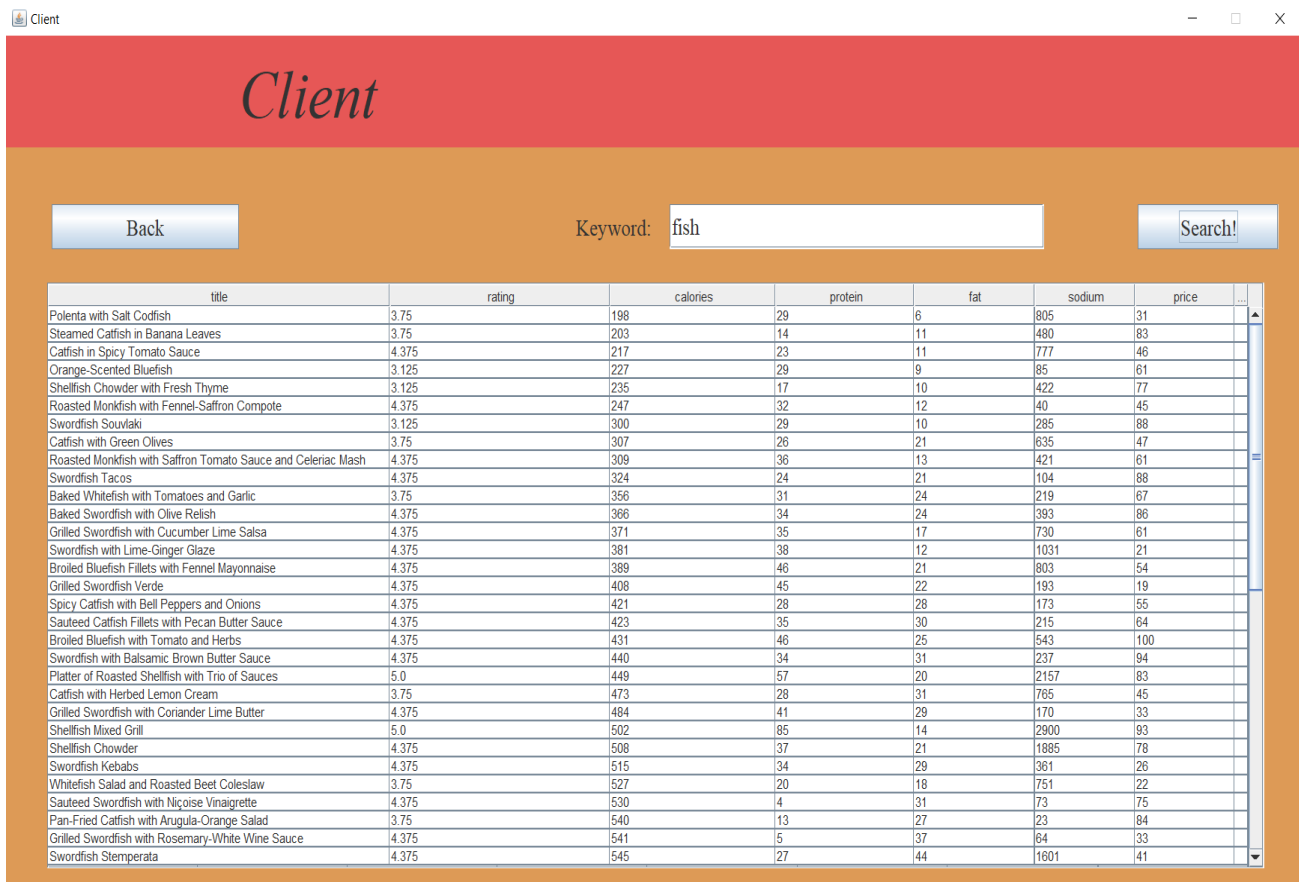 Client
Client
Back Keyword: fish Search!
title rating calories protein fat sodium price ...
Polenta with Salt Codfish 3.75 198 29 6 805 31
Steamed Catfish in Banana Leaves 3.75 203 14 11 480 83
Catfish in Spicy Tomato Sauce 4.375 217 23 11 777 46
Orange-Scented Bluefish 3.125 227 29 9 85 61
Shellfish Chowder with Fresh Thyme 3.125 235 17 10 422 77
Roasted Monkfish with Fennel-Saffron Compote 4.375 247 32 12 40 45
Swordfish Souvlaki 3.125 300 29 10 285 88
Catfish with Green Olives 3.75 307 26 21 635 47
Roasted Monkfish with Saffron Tomato Sauce and Celeriac Mash 4.375 309 36 13 421 61
Swordfish Tacos 4.375 324 24 21 104 88
Baked Whitefish with Tomatoes and Garlic 3.75 356 31 24 219 67
Baked Swordfish with Olive Relish 4.375 366 34 24 393 86
Grilled Swordfish with Cucumber Lime Salsa 4.375 371 35 17 730 61
Swordfish with Lime-Ginger Glaze 4.375 381 38 12 1031 21
Broiled Bluefish Fillets with Fennel Mayonnaise 4.375 389 46 21 803 54
Grilled Swordfish Verde 4.375 408 45 22 193 19
Spicy Catfish with Bell Peppers and Onions 4.375 421 28 28 173 55
Sauteed Catfish Fillets with Pecan Butter Sauce 4.375 423 35 30 215 64
Broiled Bluefish with Tomato and Herbs 4.375 431 46 25 543 100
Swordfish with Balsamic Brown Butter Sauce 4.375 440 34 31 237 94
Platter of Roasted Shellfish with Trio of Sauces 5.0 449 57 20 2157 83
Catfish with Herbed Lemon Cream 3.75 473 28 31 765 45
Grilled Swordfish with Coriander Lime Butter 4.375 484 41 29 170 33
Shellfish Mixed Grill 5.0 502 85 14 2900 93
Shellfish Chowder 4.375 508 37 21 1885 78
Swordfish Kebabs 4.375 515 34 29 361 26
Whitefish Salad and Roasted Beet Coleslaw 3.75 527 20 18 751 22
Sauteed Swordfish with Niçoise Vinaigrette 4.375 530 4 31 73 75
Pan-Fried Catfish with Arugula-Orange Salad 3.75 540 13 27 23 84
Grilled Swordfish with Rosemary-White Wine Sauce 4.375 541 5 37 64 33
Swordfish Stemperata 4.375 545 27 44 1601 41